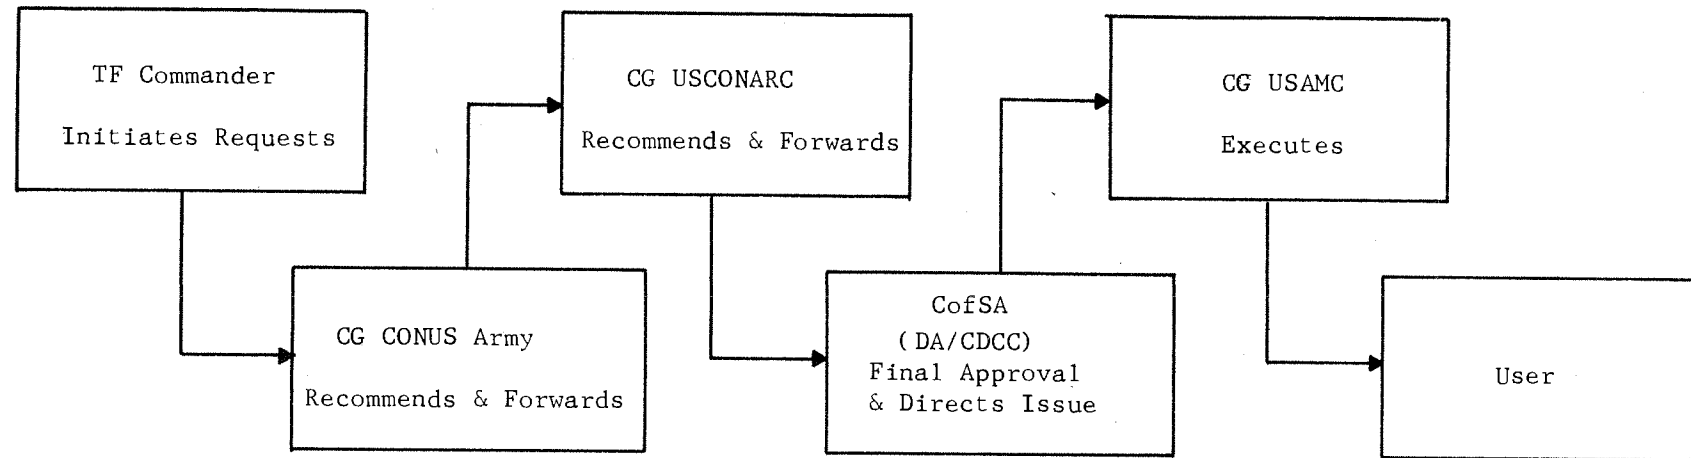 TF Commander
Initiates Requests
CG CONUS Army
Recommends & Forwards
CG USCONARC
Recommends & Forwards
CofSA
(DA/CDCC)
Final Approval
& Directs Issue
CG USAMC
Executes
User